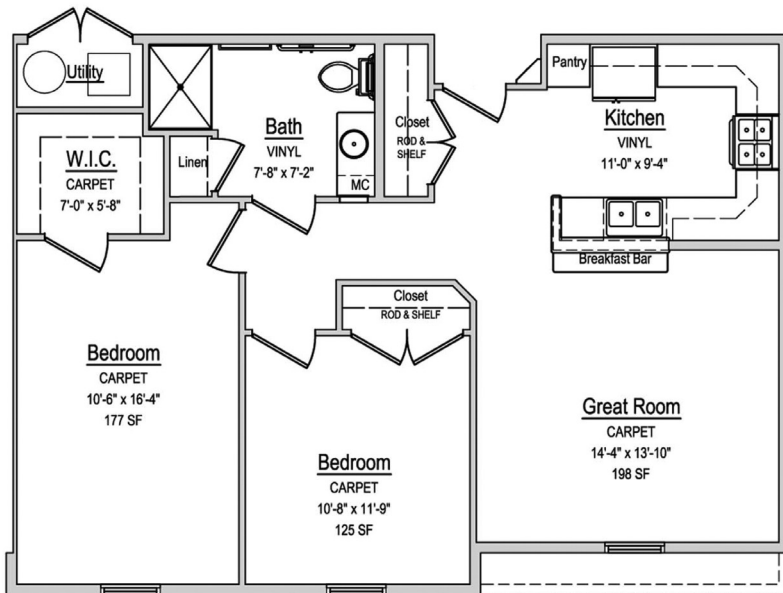 Utility
W.I.C.
CARPET
7'-0" x 5'-8"
Linen
Bath
VINYL
7'-8" x 7'-2"
MC
Closet
ROD &
SHELF
Pantry
Kitchen
VINYL
11'-0" x 9'-4"
Breakfast Bar
Closet
ROD & SHELF
Bedroom
CARPET
10'-6" x 16'-4"
177 SF
Bedroom
CARPET
10'-8" x 11'-9"
125 SF
Great Room
CARPET
14'-4" x 13'-10"
198 SF